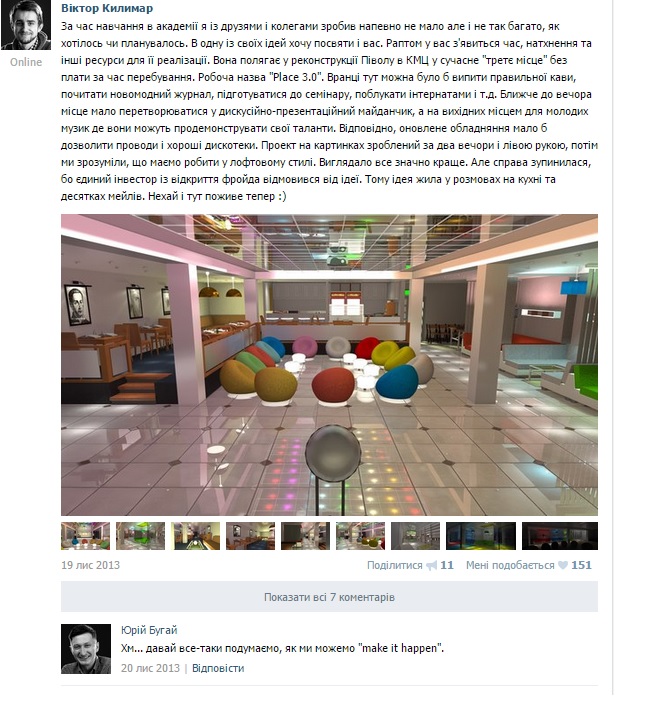 Віктор Килимар
Online
За час навчання в академії я із друзями і колегами зробив напевно не мало але і не так багато, як
хотілось чи планувалось. В одну із своїх ідей хочу посвяти і вас. Раптом у вас з'явиться час, натхнення та
інші ресурси для її реалізації. Вона полягає у реконструкції Піволу в КМЦ у сучасне "третє місце" без
плати за час перебування. Робоча назва "Place 3.0". Вранці тут можна було б випити правильної кави,
почитати новомодний журнал, підготуватися до семінару, поблукати інтернатами і т.д. Ближче до вечора
місце мало перетворюватися у дискусійно-презентаційний майданчик, а на вихідних місцем для молодих
музик де вони можуть продемонструвати свої таланти. Відповідно, оновлене обладняння мало б
дозволити проводи і хороші дискотеки. Проект на картинках зроблений за два вечори і лівою рукою, потім
ми зрозуміли, що маємо робити у лофтовому стилі. Виглядало все значно краще. Але справа зупинилася,
бо єдиний інвестор із відкриття фройда відмовився від ідеї. Тому ідея жила у розмовах на кухні та
десятках мейлів. Нехай і тут поживе тепер :)
19 лис 2013
Поділитися 11 Мені подобається 151
Показати всі 7 коментарів
Юрій Бугай
Хм... давай все-таки подумаємо, як ми можемо "make it happen".
20 лис 2013 | Відповісти